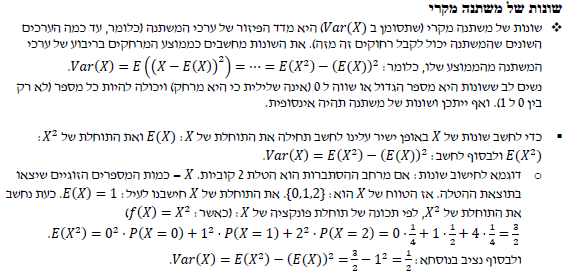 שונות של משתנה מקרי
❖ שונות של משתנה מקרי (שתסומן ב Var(X)) היא מדד הפיזור של ערכי המשתנה (כלומר, עד כמה הערכים
השונים שהמשתנה יכול לקבל רחוקים זה מזה). את השונות מחשבים כממוצע המרחקים בריבוע של ערכי
המשתנה מהממוצע שלו, כלומר: Var(X) = E((X − E(X))²) = ⋯ = E(X²) − (E(X))².
נשים לב ששונות היא מספר הגדול או שווה ל 0 (אינה שלילית כי היא מרחק) ויכולה להיות כל מספר (לא רק
בין 0 ל 1). ואף ייתכן ושונות של משתנה תהיה אינסופית.
▪ כדי לחשב שונות של X באופן ישיר עלינו לחשב תחילה את התוחלת של X: E(X) ואת התוחלת של X²:
E(X²) ולבסוף לחשב: Var(X) = E(X²) − (E(X))².
○ דוגמא לחישוב שונות: אם מרחב ההסתברות הוא הטלת 2 קוביות. X = כמות המספרים הזוגיים שיצאו
בתוצאת ההטלה. אז הטווח של X הוא: {0,1,2}. את התוחלת של X חישבנו לעיל: E(X) = 1. כעת נחשב
את התוחלת של X², לפי תכונה של תוחלת פונקציה של X: (כאשר: f(X) = X²)
E(X²) = 0² · P(X = 0) + 1² · P(X = 1) + 2² · P(X = 2) = 0 · 1/4 + 1 · 1/2 + 4 · 1/4 = 3/2.
ולבסוף נציב בנוסחא: Var(X) = E(X²) − (E(X))² = 3/2 − 1² = 1/2.